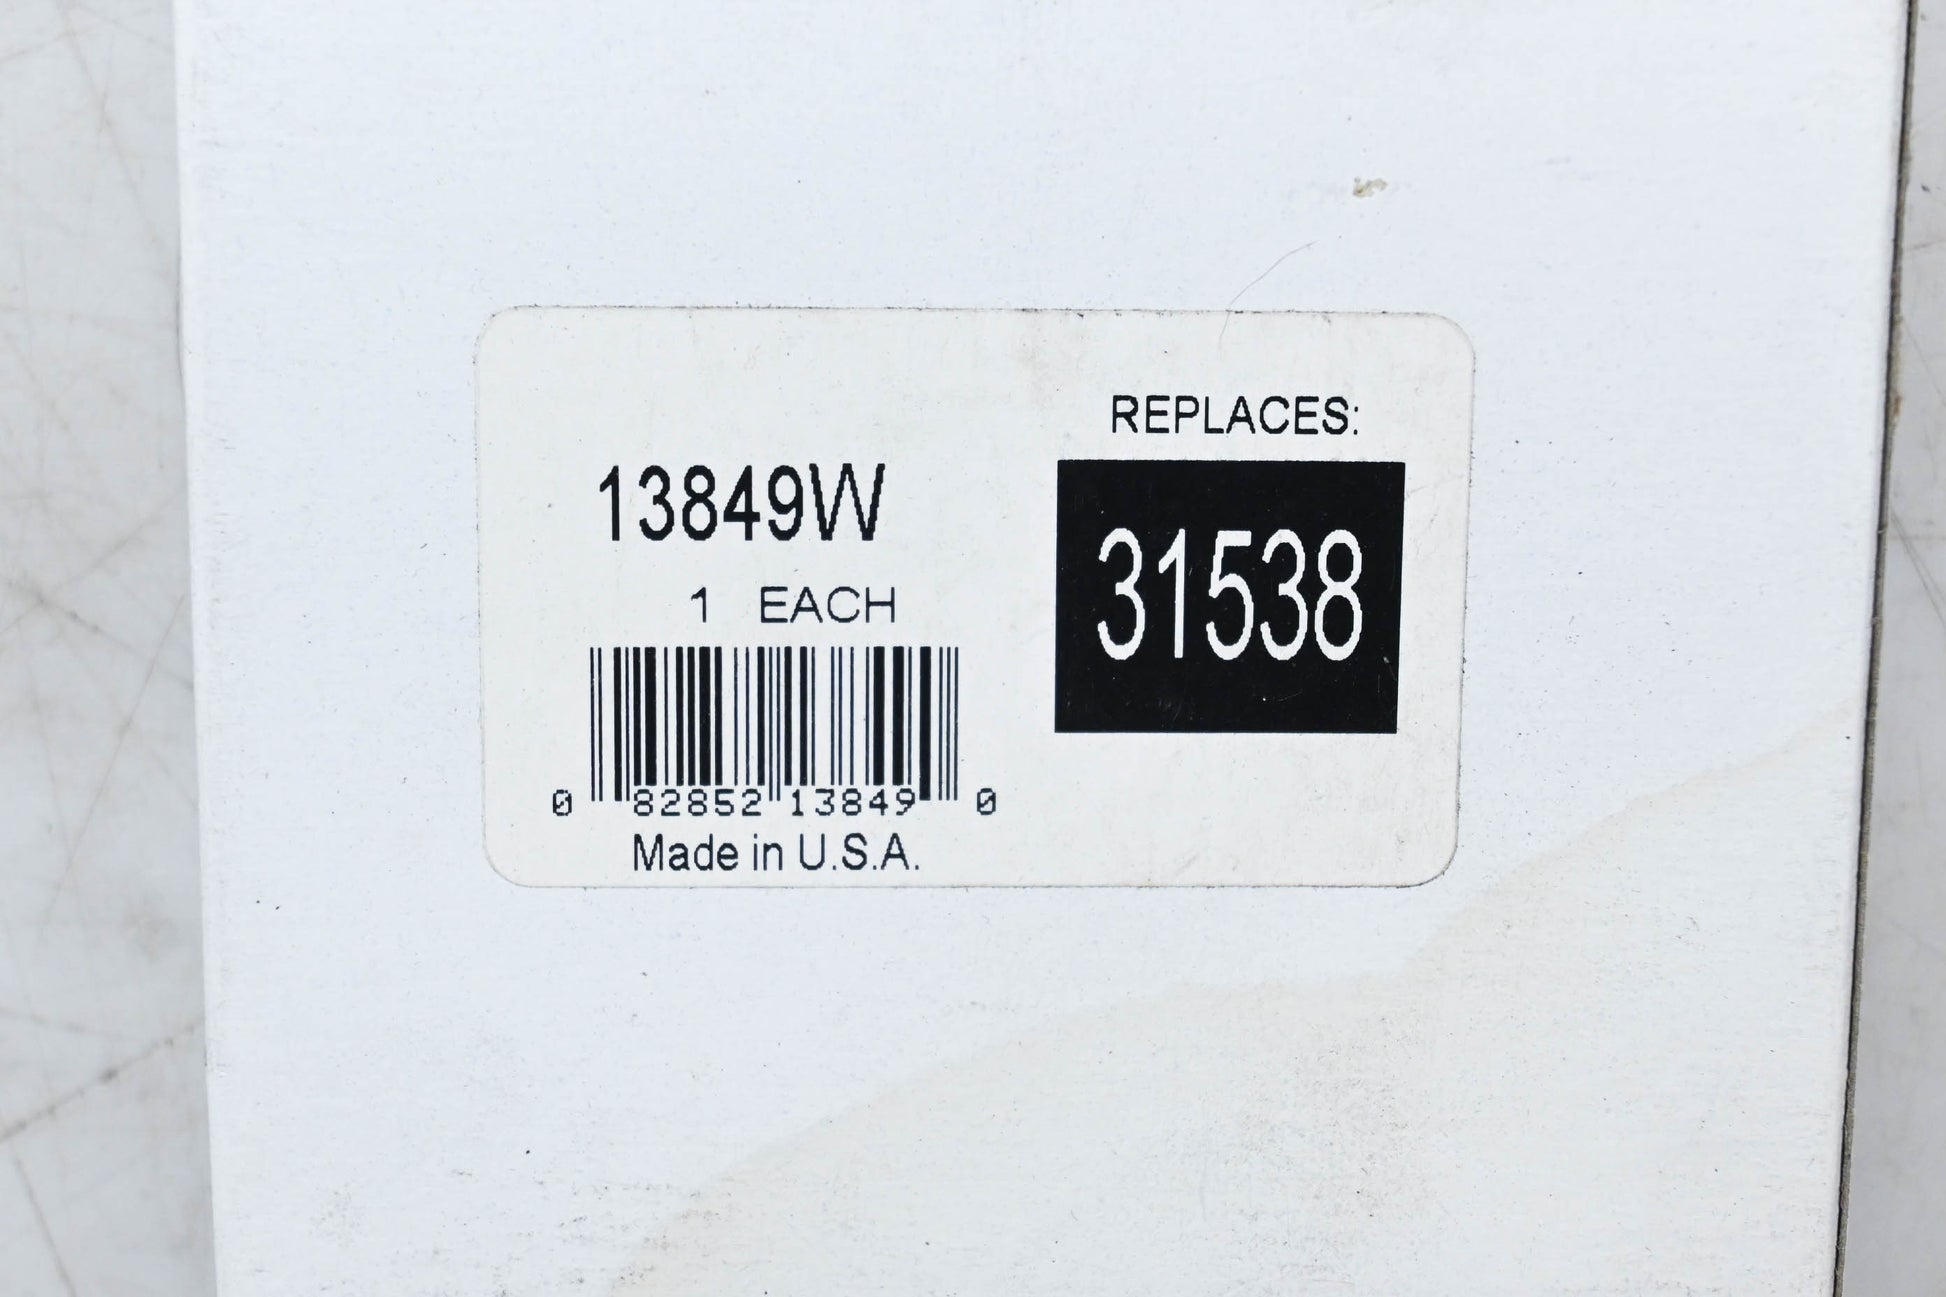 13849W
1 EACH
0 82852 13849 0
Made in U.S.A.
REPLACES:
31538